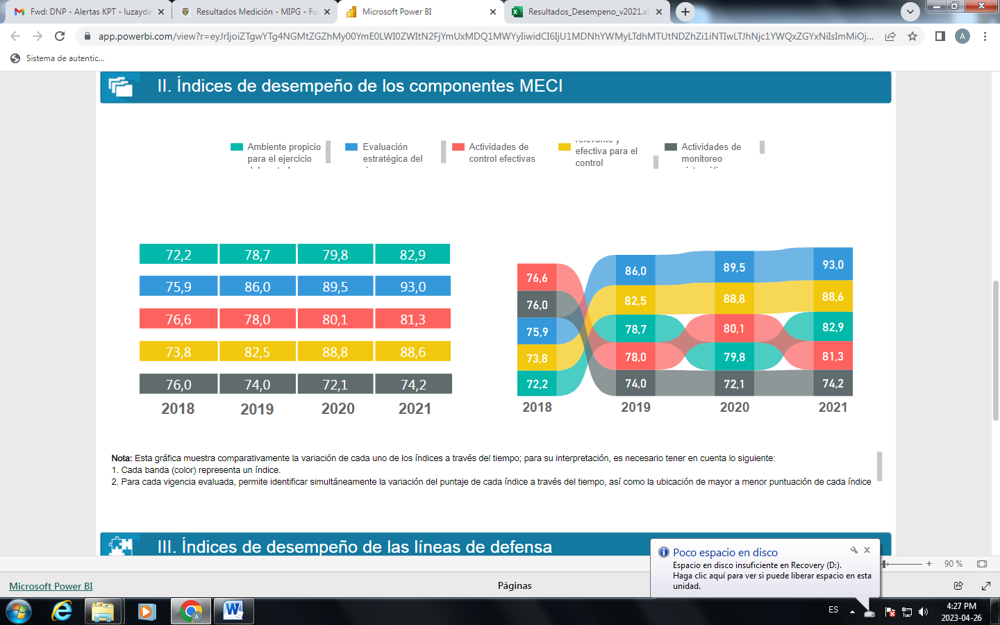 Fwd: DNP - Alertas KPT - luzayda
Resultados Medición - MIPG - Fu
Microsoft Power BI
Resultados_Desempeno_v2021.xl
app.powerbi.com/view?r=eyJrIjoiZTgwYTg4NGMtZGZhMy00YmE0LWI0ZWItN2FjYmUxMDQ1MWYyIiwidCI6IjU1MDNhYWMyLTdhMTUtNDZhZi1iNTIwLTJhNjc1YWQxZGYxNiIsImMiOj...
A
Sistema de autentic...
II. Índices de desempeño de los componentes MECI
Ambiente propicio
para el ejercicio
Evaluación
estratégica del
Actividades de
control efectivas
relevante y
efectiva para el
control
Actividades de
monitoreo
72,2 78,7 79,8 82,9
75,9 86,0 89,5 93,0
76,6 78,0 80,1 81,3
73,8 82,5 88,8 88,6
76,0 74,0 72,1 74,2
2018 2019 2020 2021
76,6 86,0 89,5 93,0
76,0 82,5 88,8 88,6
75,9 78,7 80,1 82,9
73,8 78,0 79,8 81,3
72,2 74,0 72,1 74,2
2018 2019 2020 2021
Nota: Esta gráfica muestra comparativamente la variación de cada uno de los índices a través del tiempo; para su interpretación, es necesario tener en cuenta lo siguiente:
1. Cada banda (color) representa un índice.
2. Para cada vigencia evaluada, permite identificar simultáneamente la variación del puntaje de cada índice a través del tiempo, así como la ubicación de mayor a menor puntuación de cada índice
III. Índices de desempeño de las líneas de defensa
Poco espacio en disco
Espacio en disco insuficiente en Recovery (D:).
Haga clic aquí para ver si puede liberar espacio en esta
unidad.
90 %
Microsoft Power BI
Páginas
ES
4:27 PM
2023-04-26